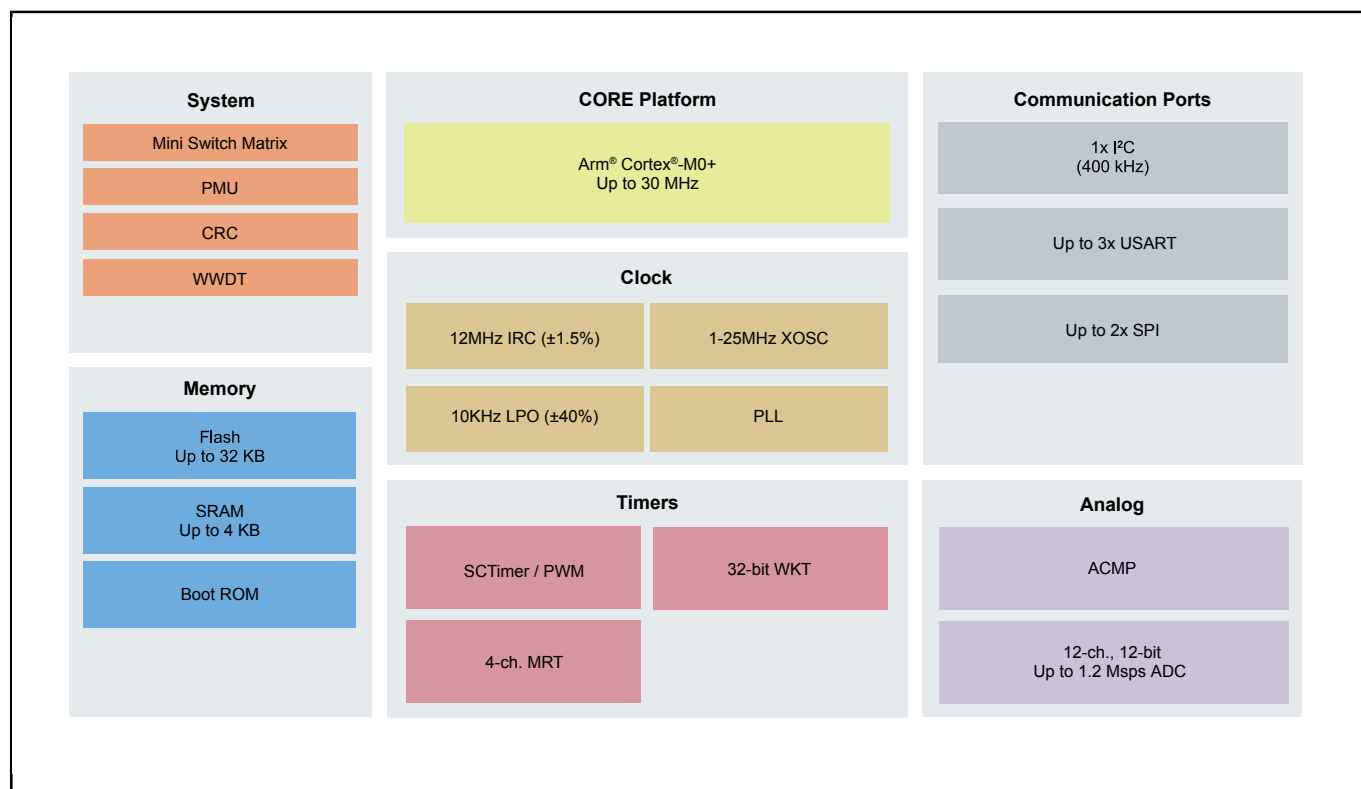 System
Mini Switch Matrix
PMU
CRC
WWDT
Memory
Flash
Up to 32 KB
SRAM
Up to 4 KB
Boot ROM
CORE Platform
Arm® Cortex®-M0+
Up to 30 MHz
Clock
12MHz IRC (±1.5%)
1-25MHz XOSC
10KHz LPO (±40%)
PLL
Timers
SCTimer / PWM
32-bit WKT
4-ch. MRT
Communication Ports
1x I²C
(400 kHz)
Up to 3x USART
Up to 2x SPI
Analog
ACMP
12-ch., 12-bit
Up to 1.2 Msps ADC